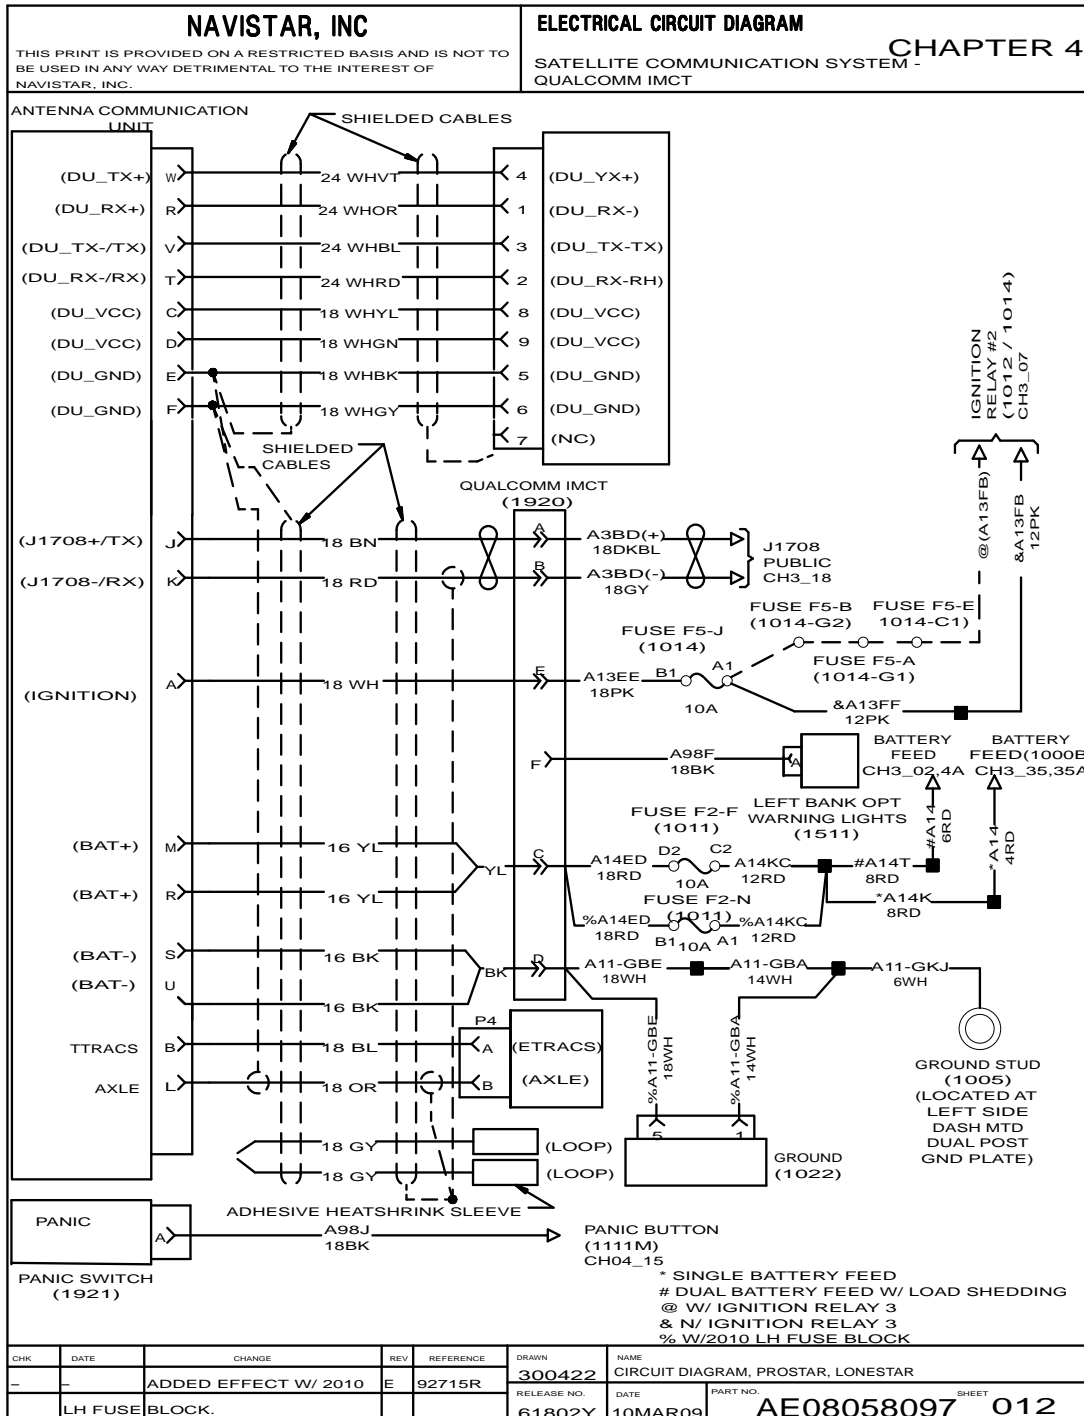 NAVISTAR, INC
THIS PRINT IS PROVIDED ON A RESTRICTED BASIS AND IS NOT TO
BE USED IN ANY WAY DETRIMENTAL TO THE INTEREST OF
NAVISTAR, INC.
ELECTRICAL CIRCUIT DIAGRAM
CHAPTER 4
SATELLITE COMMUNICATION SYSTEM -
QUALCOMM IMCT
ANTENNA COMMUNICATION
UNIT
SHIELDED CABLES
(DU_TX+) W 24 WHVT 4 (DU_YX+)
(DU_RX+) R 24 WHOR 1 (DU_RX-)
(DU_TX-/TX) V 24 WHBL 3 (DU_TX-TX)
(DU_RX-/RX) T 24 WHRD 2 (DU_RX-RH)
(DU_VCC) C 18 WHYL 8 (DU_VCC)
(DU_VCC) D 18 WHGN 9 (DU_VCC)
(DU_GND) E 18 WHBK 5 (DU_GND)
(DU_GND) F 18 WHGY 6 (DU_GND)
7 (NC)
IGNITION
RELAY #2
(1012 / 1014)
CH3_07
SHIELDED
CABLES
QUALCOMM IMCT
(1920)
@(A13FB)
&A13FB
12PK
(J1708+/TX) J 18 BN A A3BD(+)
18DKBL
(J1708-/RX) K 18 RD B A3BD(-)
18GY
J1708
PUBLIC
CH3_18
FUSE F5-B
(1014-G2)
FUSE F5-E
1014-C1)
FUSE F5-J
(1014)
FUSE F5-A
(1014-G1)
(IGNITION) A 18 WH E A13EE
18PK
B1 A1
10A
&A13FF
12PK
F A98F
18BK
A
LEFT BANK OPT
WARNING LIGHTS
(1511)
BATTERY
FEED
CH3_02,4A
BATTERY
FEED(1000B
CH3_35,35A
#A14
6RD
*A14
4RD
FUSE F2-F
(1011)
(BAT+) M 16 YL
(BAT+) R 16 YL
YL C A14ED
18RD
D2 C2
10A
A14KC
12RD
#A14T
8RD
*A14K
8RD
FUSE F2-N
(1011)
%A14ED
18RD
B1 10A A1
%A14KC
12RD
(BAT-) S 16 BK
(BAT-) U 16 BK
BK D A11-GBE
18WH
A11-GBA
14WH
A11-GKJ
6WH
%A11-GBE
18WH
%A11-GBA
14WH
GROUND STUD
(1005)
(LOCATED AT
LEFT SIDE
DASH MTD
DUAL POST
GND PLATE)
P4
TTRACS B 18 BL A (ETRACS)
AXLE L 18 OR B (AXLE)
5 1
GROUND
(1022)
18 GY (LOOP)
18 GY (LOOP)
ADHESIVE HEATSHRINK SLEEVE
PANIC
A A98J
18BK
PANIC SWITCH
(1921)
PANIC BUTTON
(1111M)
CH04_15
* SINGLE BATTERY FEED
# DUAL BATTERY FEED W/ LOAD SHEDDING
@ W/ IGNITION RELAY 3
& N/ IGNITION RELAY 3
% W/2010 LH FUSE BLOCK
CHK DATE CHANGE REV REFERENCE
– – ADDED EFFECT W/ 2010 E 92715R
LH FUSE BLOCK.
DRAWN
300422
NAME
CIRCUIT DIAGRAM, PROSTAR, LONESTAR
RELEASE NO.
61802Y
DATE
10MAR09
PART NO.
AE08058097
SHEET
012